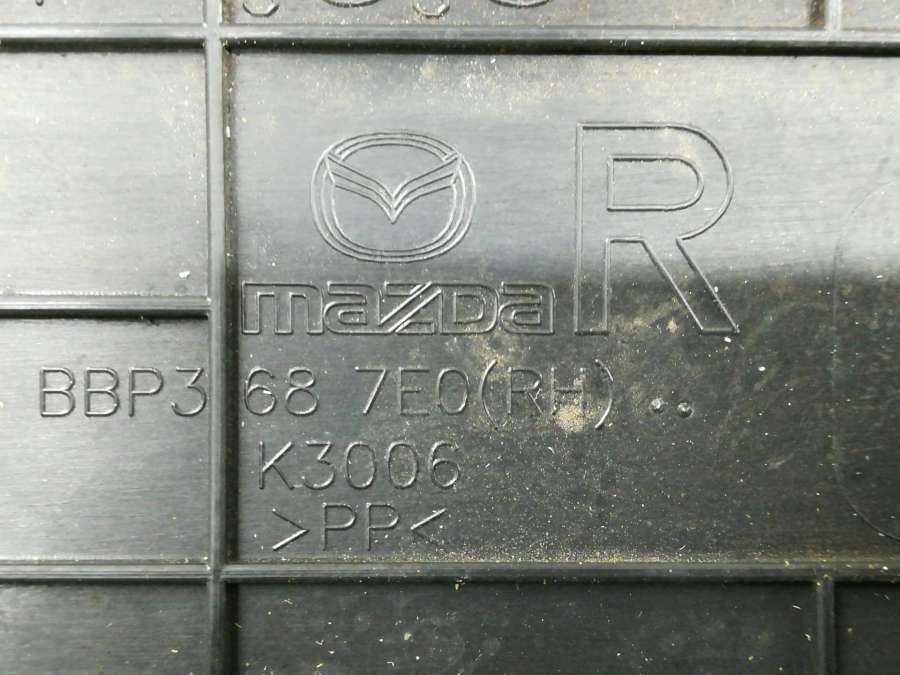 R
mazda
BBP3 68 7E0(RH)
K3006
>PP<